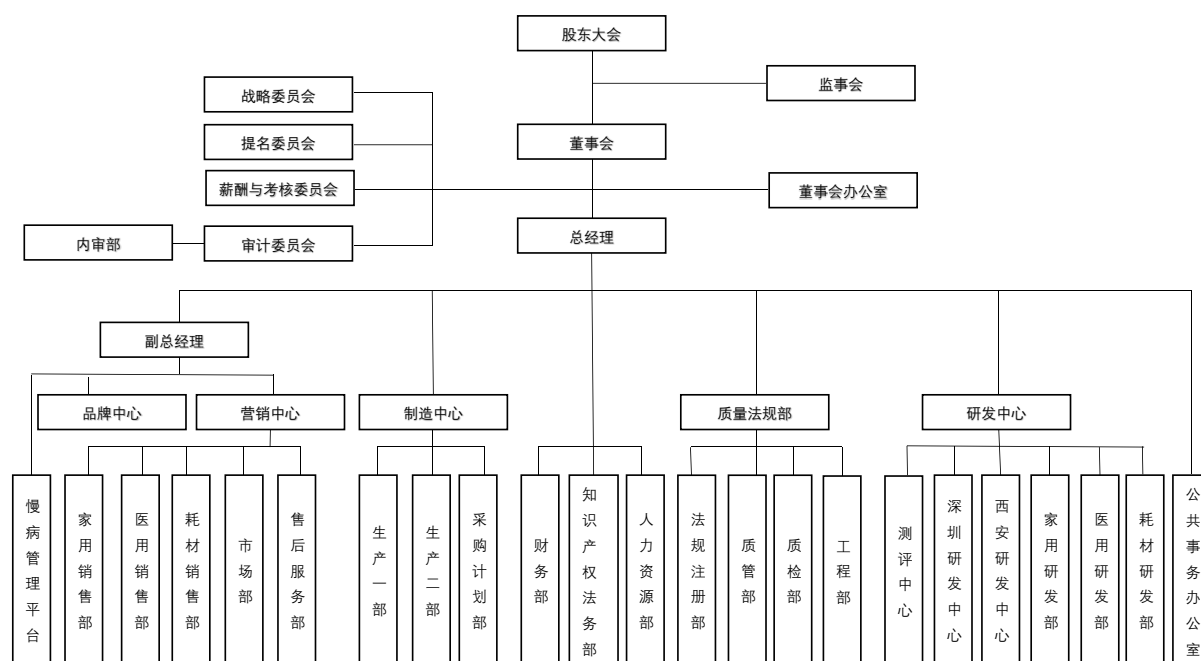 股东大会
监事会
战略委员会
提名委员会
董事会
薪酬与考核委员会
董事会办公室
内审部
审计委员会
总经理
副总经理
品牌中心
营销中心
制造中心
质量法规部
研发中心
慢病管理平台
家用销售部
医用销售部
耗材销售部
市场部
售后服务部
生产一部
生产二部
采购计划部
财务部
知识产权法务部
人力资源部
法规注册部
质管部
质检部
工程部
测评中心
深圳研发中心
西安研发中心
家用研发部
医用研发部
耗材研发部
公共事务办公室